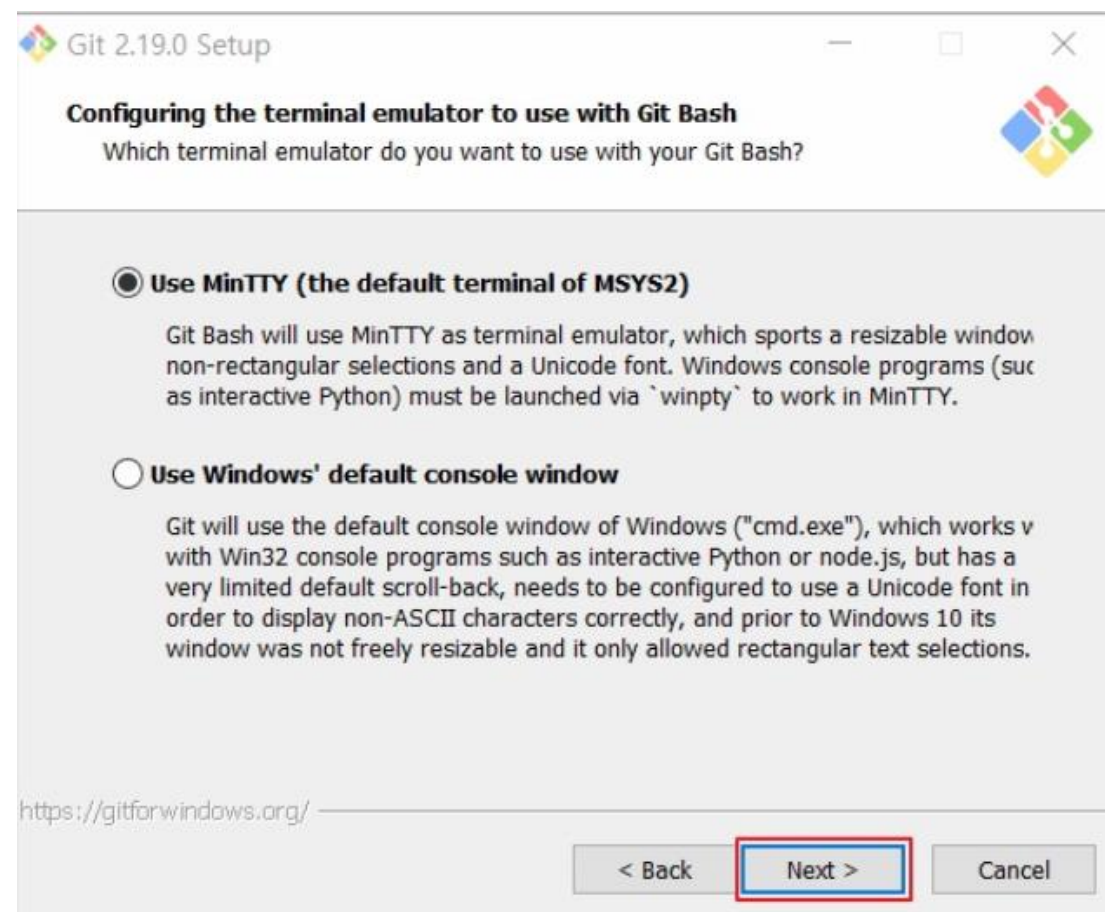 Git 2.19.0 Setup
Configuring the terminal emulator to use with Git Bash
Which terminal emulator do you want to use with your Git Bash?
Use MinTTY (the default terminal of MSYS2)
Git Bash will use MinTTY as terminal emulator, which sports a resizable window
non-rectangular selections and a Unicode font. Windows console programs (suc
as interactive Python) must be launched via `winpty` to work in MinTTY.
Use Windows' default console window
Git will use the default console window of Windows ("cmd.exe"), which works
with Win32 console programs such as interactive Python or node.js, but has a
very limited default scroll-back, needs to be configured to use a Unicode font in
order to display non-ASCII characters correctly, and prior to Windows 10 its
window was not freely resizable and it only allowed rectangular text selections.
https://gitforwindows.org/
< Back
Next >
Cancel